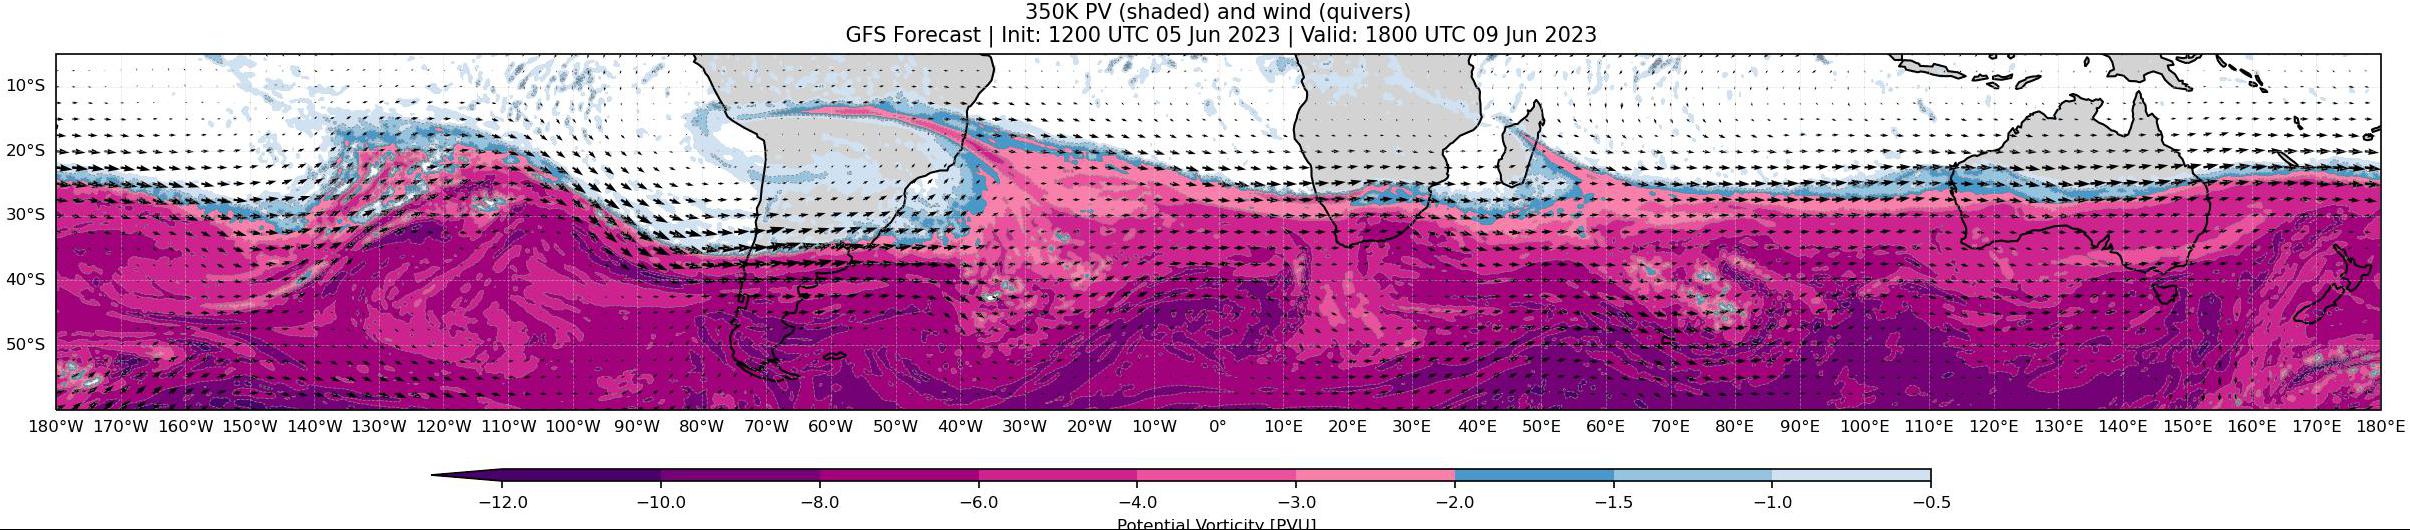 350K PV (shaded) and wind (quivers)
GFS Forecast | Init: 1200 UTC 05 Jun 2023 | Valid: 1800 UTC 09 Jun 2023
10°S
20°S
30°S
40°S
50°S
180°W 170°W 160°W 150°W 140°W 130°W 120°W 110°W 100°W 90°W 80°W 70°W 60°W 50°W 40°W 30°W 20°W 10°W 0° 10°E 20°E 30°E 40°E 50°E 60°E 70°E 80°E 90°E 100°E 110°E 120°E 130°E 140°E 150°E 160°E 170°E 180°E
−12.0 −10.0 −8.0 −6.0 −4.0 −3.0 −2.0 −1.5 −1.0 −0.5
Potential Vorticity [PVU]